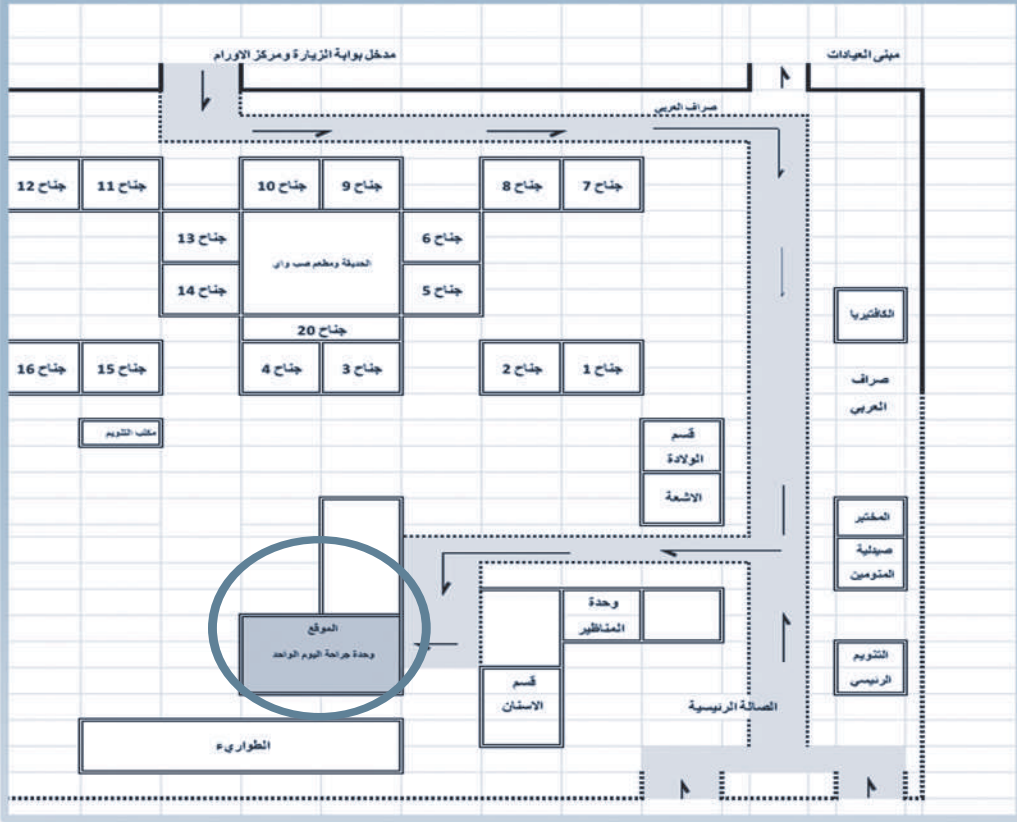 مبنى العيادات
مدخل بوابة الزيارة ومركز الاورام
صراف العربي
جناح 7
جناح 8
جناح 9
جناح 10
جناح 11
جناح 12
جناح 6
جناح 13
الحديقة ومطعم صب واي
جناح 5
جناح 14
الكافتيريا
جناح 20
جناح 1
جناح 2
جناح 3
جناح 4
جناح 15
جناح 16
صراف
العربي
قسم
الولادة
مكتب التنويم
الاشعة
المختبر
صيدلية
المنومين
وحدة
المناظير
الموقع
وحدة جراحة اليوم الواحد
التنويم
الرئيسي
قسم
الاسنان
الصالة الرئيسية
الطواريء